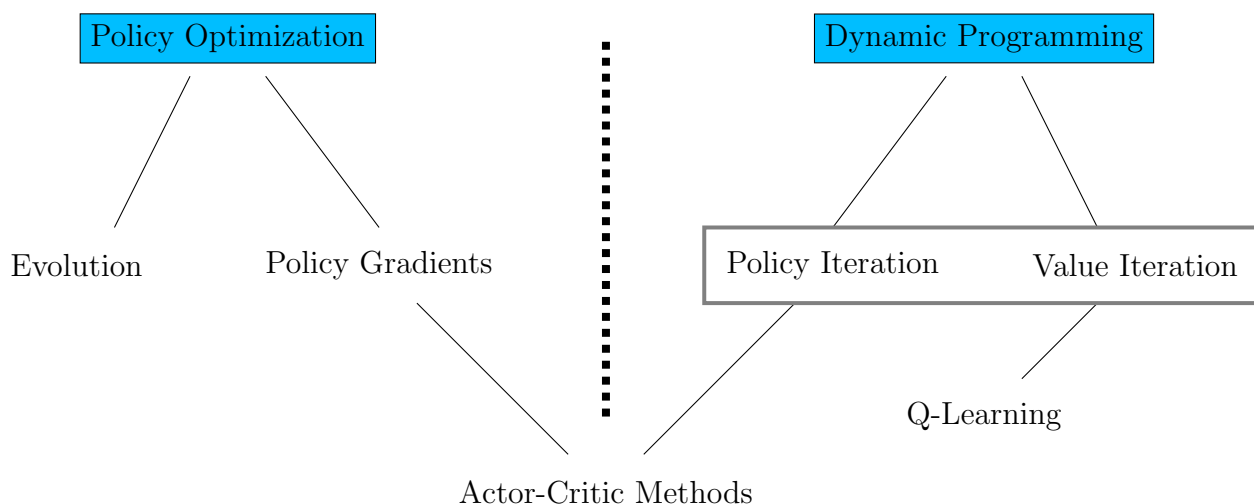 Policy Optimization
Dynamic Programming
Evolution
Policy Gradients
Policy Iteration
Value Iteration
Q-Learning
Actor-Critic Methods